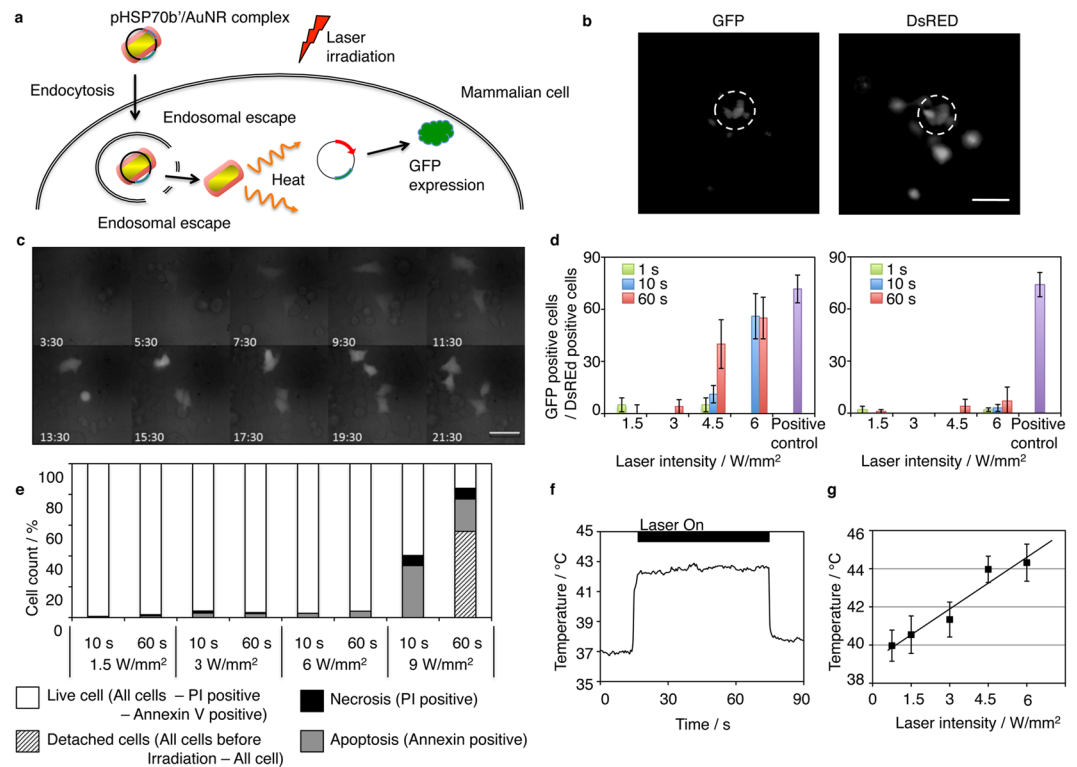 a
pHSP70b'/AuNR complex
Laser
irradiation
Endocytosis
Mammalian cell
Endosomal escape
Heat
GFP
expression
Endosomal escape
b
GFP
DsRED
c
3:30
5:30
7:30
9:30
11:30
13:30
15:30
17:30
19:30
21:30
d
GFP positive cells
/ DsREd positive cells
90
60
30
0
1 s
10 s
60 s
1.5
3
4.5
6
Positive
control
Laser intensity / W/mm²
90
60
30
0
1 s
10 s
60 s
1.5
3
4.5
6
Positive
control
Laser intensity / W/mm²
e
Cell count / %
100
80
60
40
20
0
10 s 60 s 10 s 60 s 10 s 60 s 10 s 60 s
1.5 W/mm² 3 W/mm² 6 W/mm² 9 W/mm²
Live cell (All cells – PI positive
– Annexin V positive)
Necrosis (PI positive)
Detached cells (All cells before
Irradiation – All cell)
Apoptosis (Annexin positive)
f
Laser On
Temperature / °C
45
43
41
39
37
35
0 30 60 90
Time / s
g
Temperature / °C
46
44
42
40
38
0 1.5 3 4.5 6
Laser intensity / W/mm²